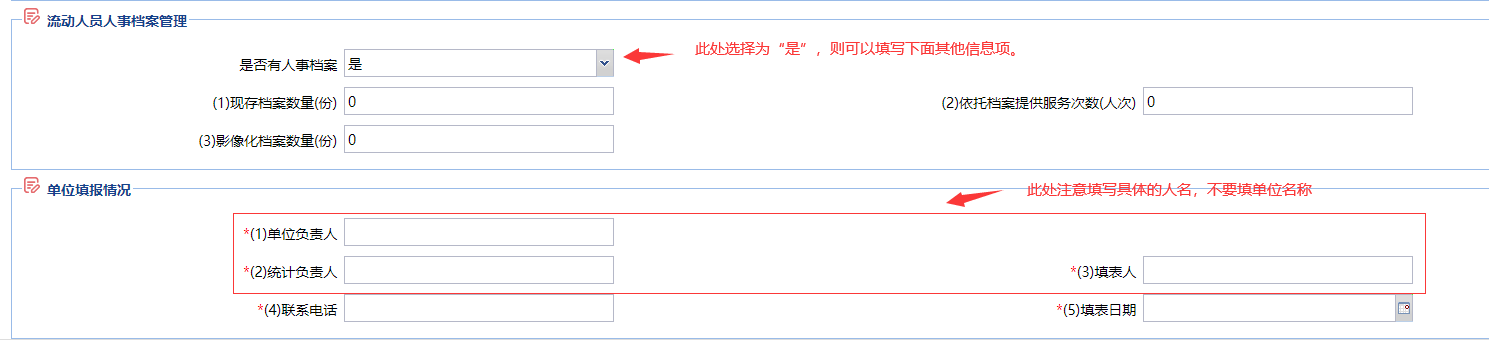 流动人员人事档案管理
此处选择为“是”，则可以填写下面其他信息项。
是否有人事档案 是
(1)现存档案数量(份) 0 (2)依托档案提供服务次数(人次) 0
(3)影像化档案数量(份) 0
单位填报情况
此处注意填写具体的人名，不要填单位名称
*(1)单位负责人
*(2)统计负责人 *(3)填表人
*(4)联系电话 *(5)填表日期